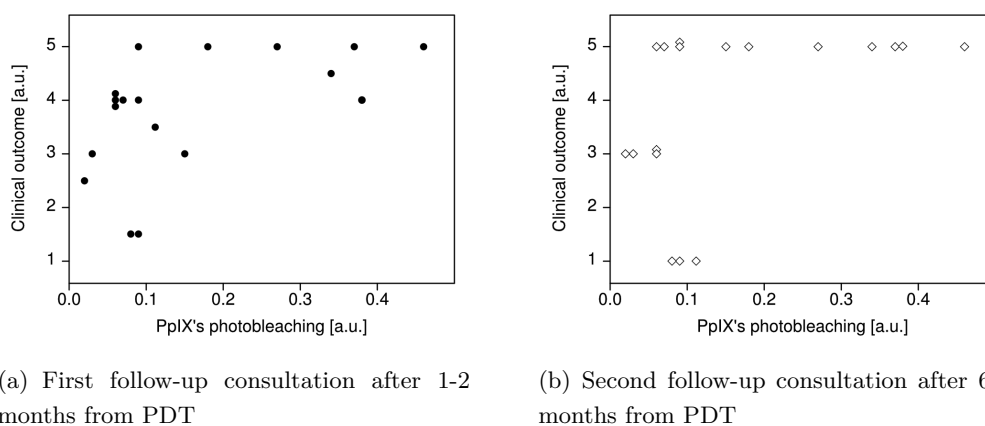 5
4
3
2
1
Clinical outcome [a.u.]
0.0 0.1 0.2 0.3 0.4
PpIX's photobleaching [a.u.]
(a) First follow-up consultation after 1-2
months from PDT
5
4
3
2
1
Clinical outcome [a.u.]
0.0 0.1 0.2 0.3 0.4
PpIX's photobleaching [a.u.]
(b) Second follow-up consultation after 6
months from PDT